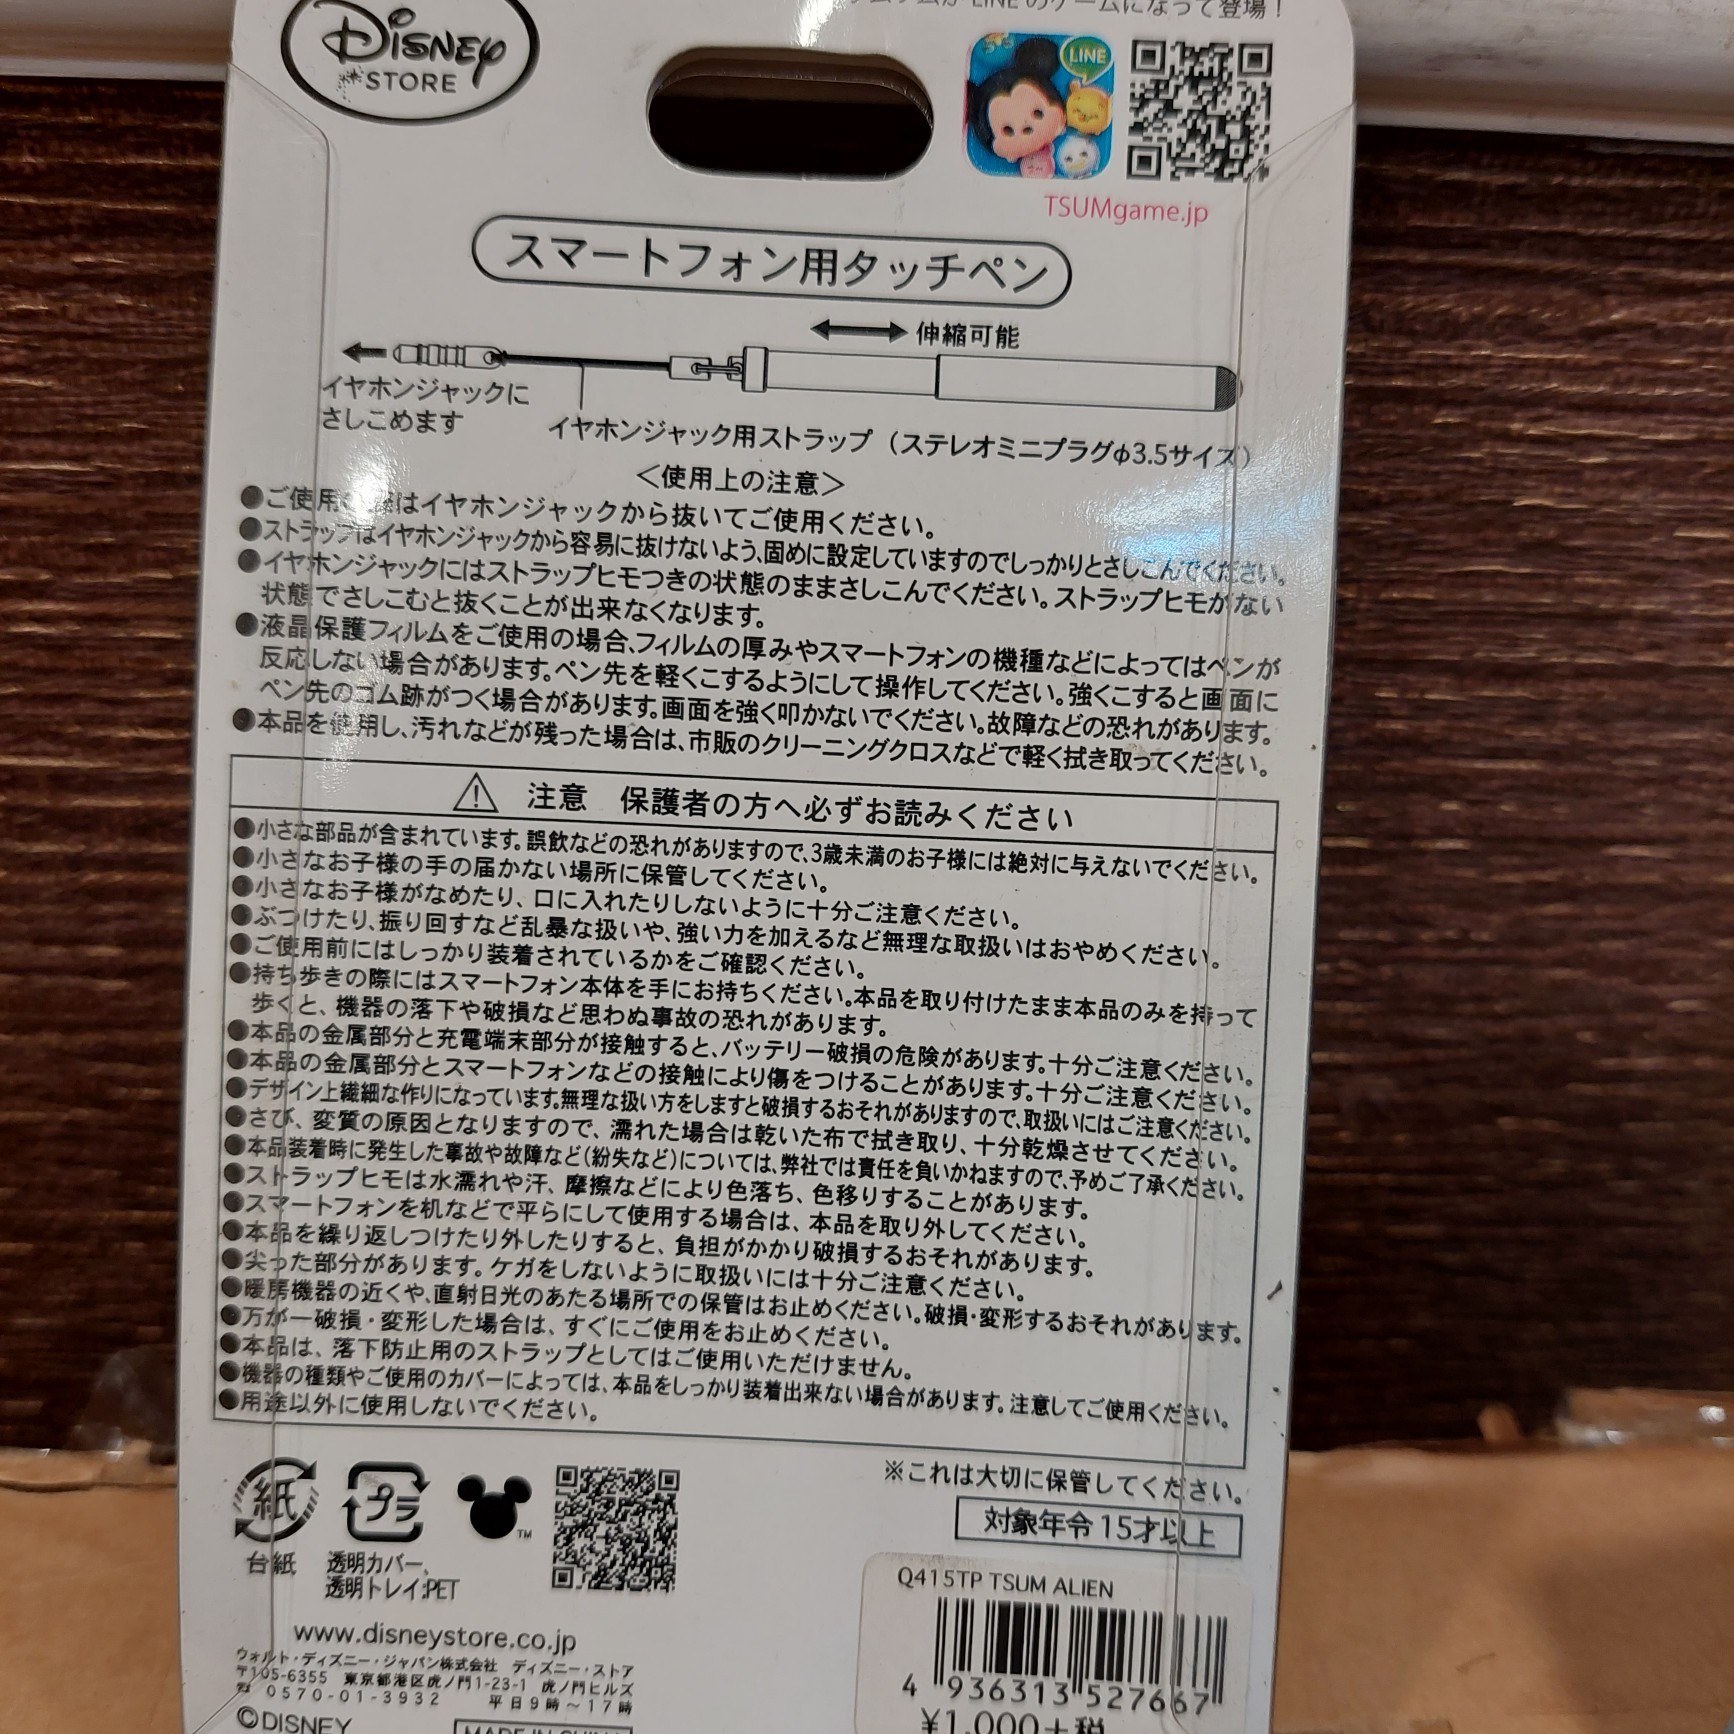 Disney
STORE
LINEのゲームになって登場!
LINE
TSUMgame.jp
スマートフォン用タッチペン
伸縮可能
イヤホンジャックに
さしこめます
イヤホンジャック用ストラップ（ステレオミニプラグφ3.5サイズ）
＜使用上の注意＞
●ご使用の際はイヤホンジャックから抜いてご使用ください。
●ストラップはイヤホンジャックから容易に抜けないよう、固めに設定していますのでしっかりとさしこんでください。
●イヤホンジャックにはストラップヒモつきの状態のままさしこんでください。ストラップヒモがない
状態でさしこむと抜くことが出来なくなります。
●液晶保護フィルムをご使用の場合、フィルムの厚みやスマートフォンの機種などによってはペンが
反応しない場合があります。ペン先を軽くこするようにして操作してください。強くこすると画面に
ペン先のゴム跡がつく場合があります。画面を強く叩かないでください。故障などの恐れがあります。
●本品を使用し、汚れなどが残った場合は、市販のクリーニングクロスなどで軽く拭き取ってください。
⚠ 注意 保護者の方へ必ずお読みください
●小さな部品が含まれています。誤飲などの恐れがありますので、3歳未満のお子様には絶対に与えないでください。
●小さなお子様の手の届かない場所に保管してください。
●小さなお子様がなめたり、口に入れたりしないように十分ご注意ください。
●ぶつけたり、振り回すなど乱暴な扱いや、強い力を加えるなど無理な取扱いはおやめください。
●ご使用前にはしっかり装着されているかをご確認ください。
●持ち歩きの際にはスマートフォン本体を手にお持ちください。本品を取り付けたまま本品のみを持って
歩くと、機器の落下や破損など思わぬ事故の恐れがあります。
●本品の金属部分と充電端末部分が接触すると、バッテリー破損の危険があります。十分ご注意ください。
●本品の金属部分とスマートフォンなどの接触により傷をつけることがあります。十分ご注意ください。
●デザイン上繊細な作りになっています。無理な扱い方をしますと破損するおそれがありますので、取扱いにはご注意ください。
●さび、変質の原因となりますので、濡れた場合は乾いた布で拭き取り、十分乾燥させてください。
●本品装着時に発生した事故や故障など（紛失など）については、弊社では責任を負いかねますので、予めご了承ください。
●ストラップヒモは水濡れや汗、摩擦などにより色落ち、色移りすることがあります。
●スマートフォンを机などで平らにして使用する場合は、本品を取り外してください。
●本品を繰り返しつけたり外したりすると、負担がかかり破損するおそれがあります。
●尖った部分があります。ケガをしないように取扱いには十分ご注意ください。
●暖房機器の近くや、直射日光のあたる場所での保管はお止めください。破損・変形するおそれがあります。
●万が一破損・変形した場合は、すぐにご使用をお止めください。
●本品は、落下防止用のストラップとしてはご使用いただけません。
●機器の種類やご使用のカバーによっては、本品をしっかり装着出来ない場合があります。注意してご使用ください。
●用途以外に使用しないでください。
※これは大切に保管してください。
対象年令 15才以上
紙
台紙
プラ
透明カバー、
透明トレイ:PET
TM
Q415TP TSUM ALIEN
4 936313 527667
¥1,000+税
www.disneystore.co.jp
ウォルト・ディズニー・ジャパン株式会社 ディズニー・ストア
〒105-6355 東京都港区虎ノ門1-23-1 虎ノ門ヒルズ
☎ 0570-01-3932 平日9時〜17時
©DISNEY
MADE IN CHINA